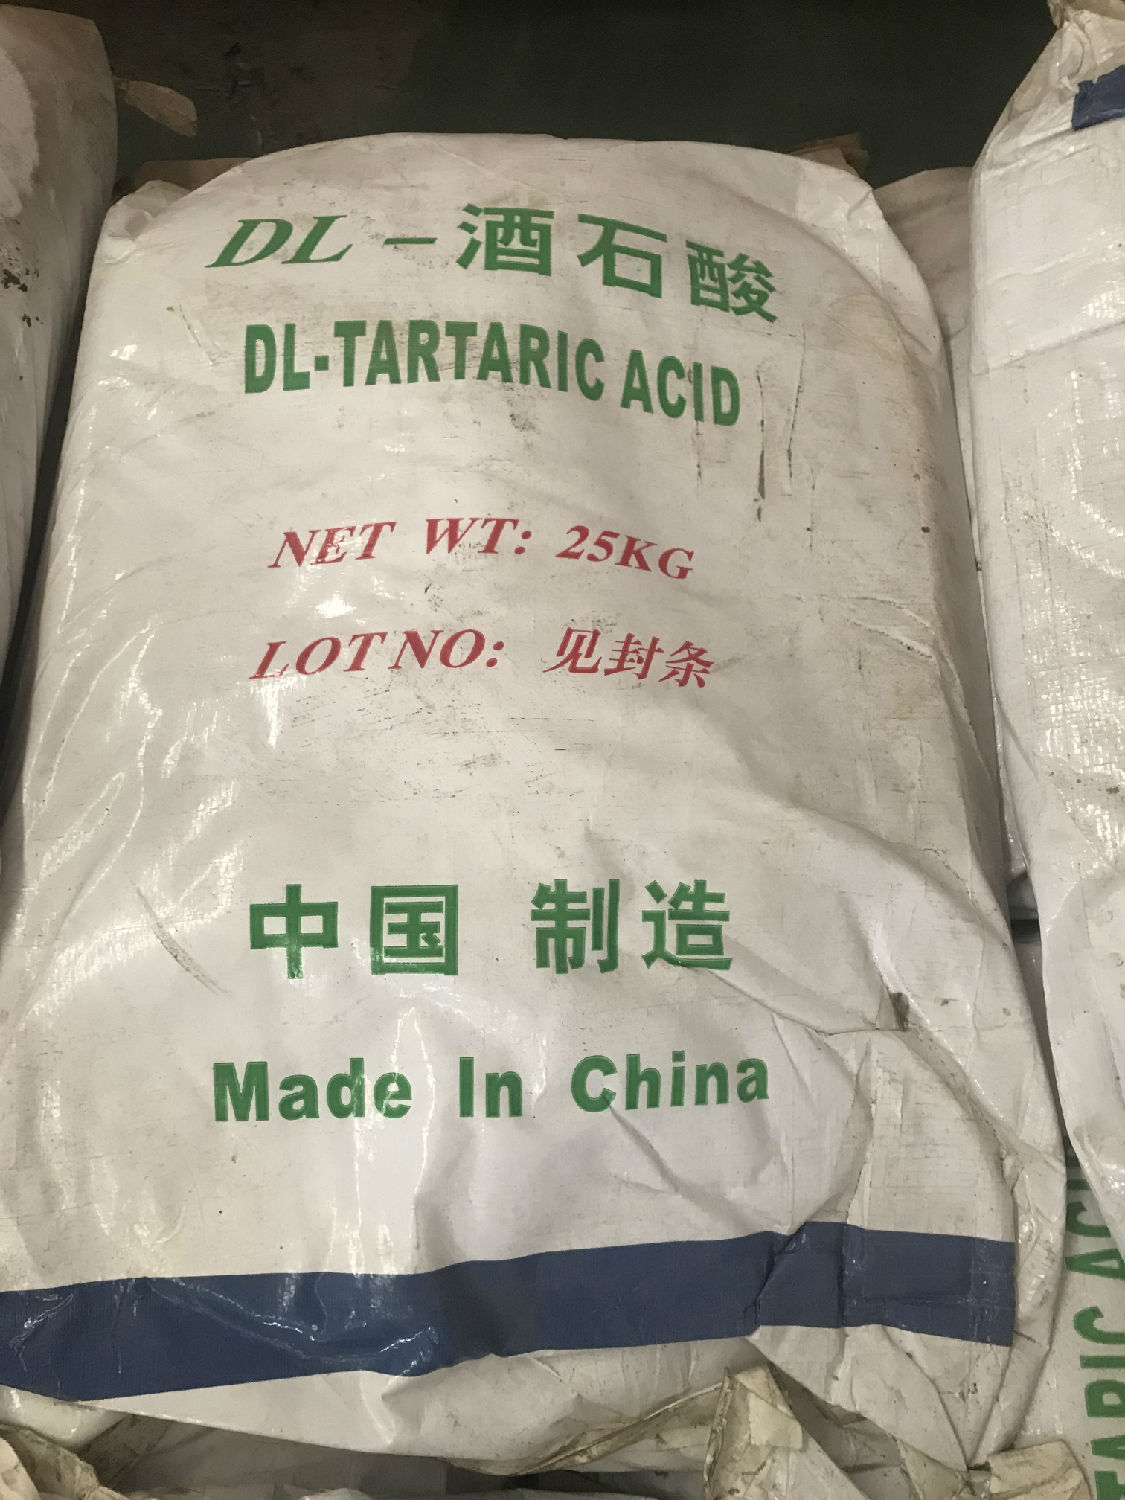 DL-酒石酸
DL-TARTARIC ACID
NET WT: 25KG
LOT NO: 见封条
中国 制造
Made In China